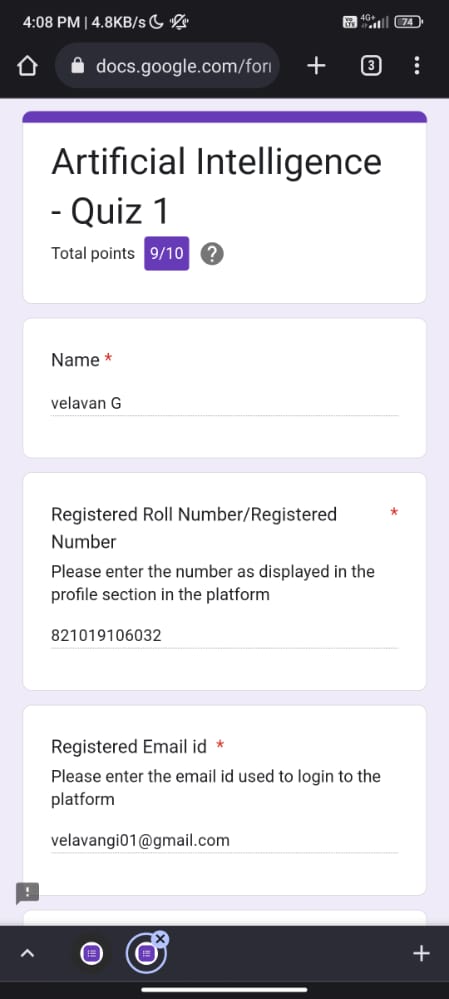 4:08 PM | 4.8KB/s
4G+
74
docs.google.com/for
3
Artificial Intelligence
- Quiz 1
Total points 9/10
Name *
velavan G
Registered Roll Number/Registered *
Number
Please enter the number as displayed in the
profile section in the platform
821019106032
Registered Email id *
Please enter the email id used to login to the
platform
velavangi01@gmail.com